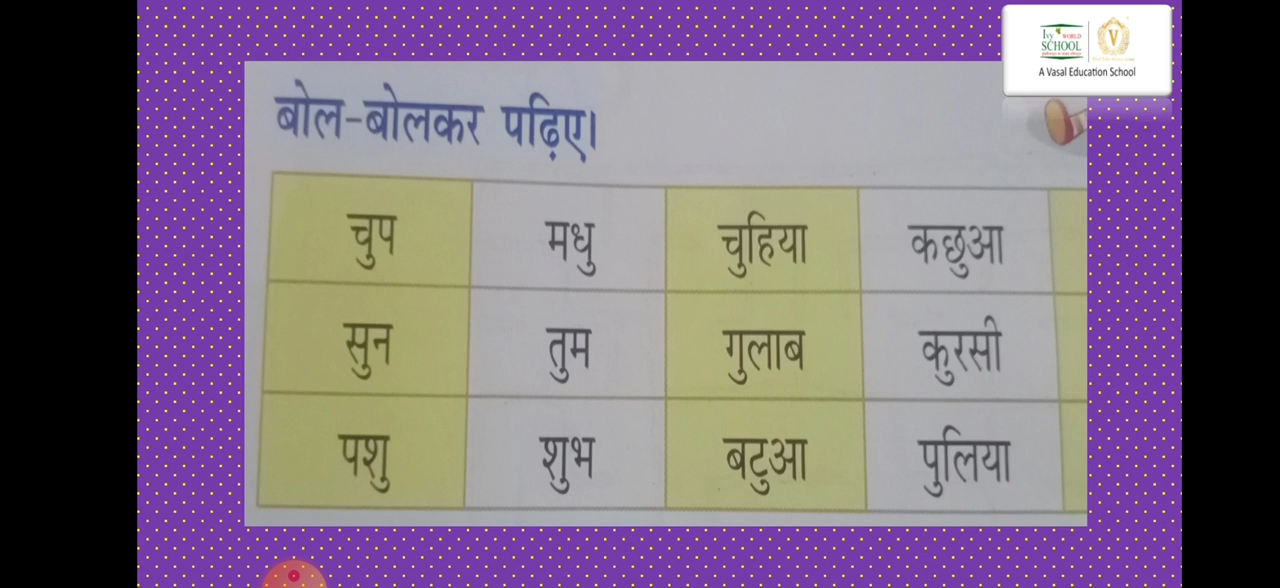 Ivy WORLD
SCHOOL
V
A Vasal Education School
बोल-बोलकर पढ़िए।
चुप मधु चुहिया कछुआ
सुन तुम गुलाब कुरसी
पशु शुभ बटुआ पुलिया